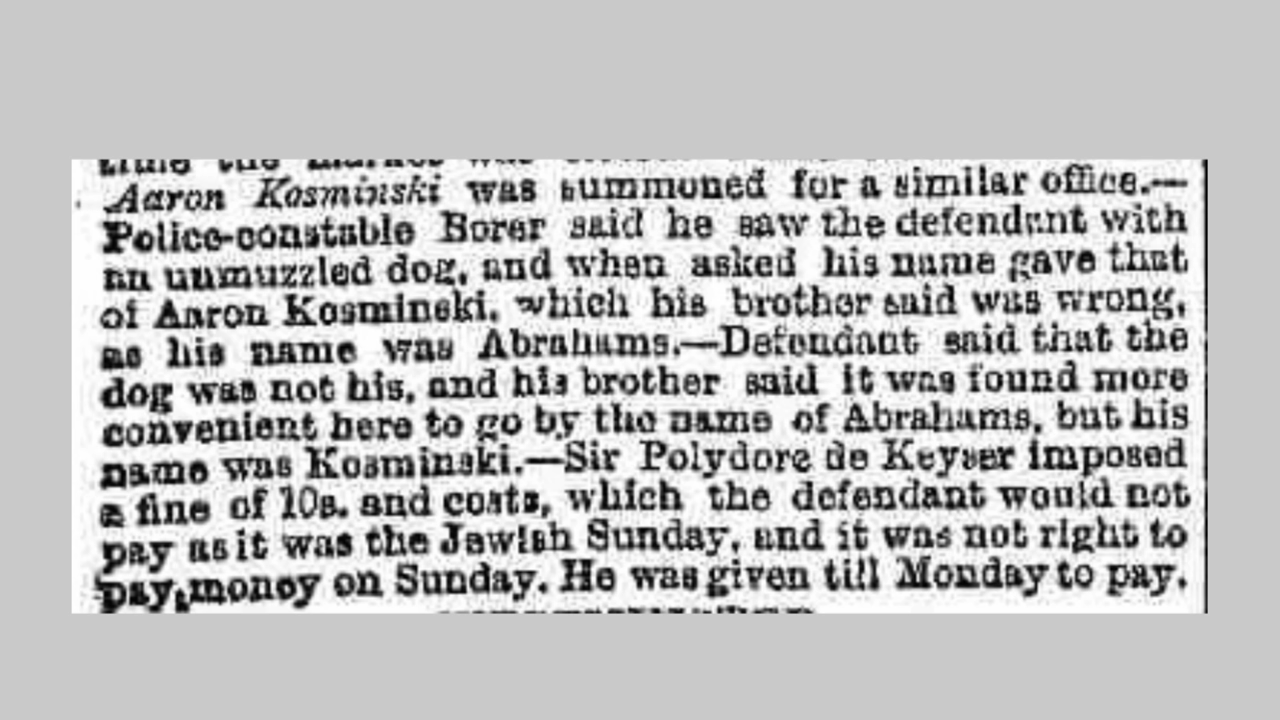 Aaron Kosminski was summoned for a similar office.—
Police-constable Borer said he saw the defendant with
an unmuzzled dog, and when asked his name gave that
of Aaron Kosminski, which his brother said was wrong,
as his name was Abrahams.—Defendant said that the
dog was not his, and his brother said it was found more
convenient here to go by the name of Abrahams, but his
name was Kosminski.—Sir Polydore de Keyser imposed
a fine of 10s. and costs, which the defendant would not
pay as it was the Jewish Sunday, and it was not right to
pay money on Sunday. He was given till Monday to pay.